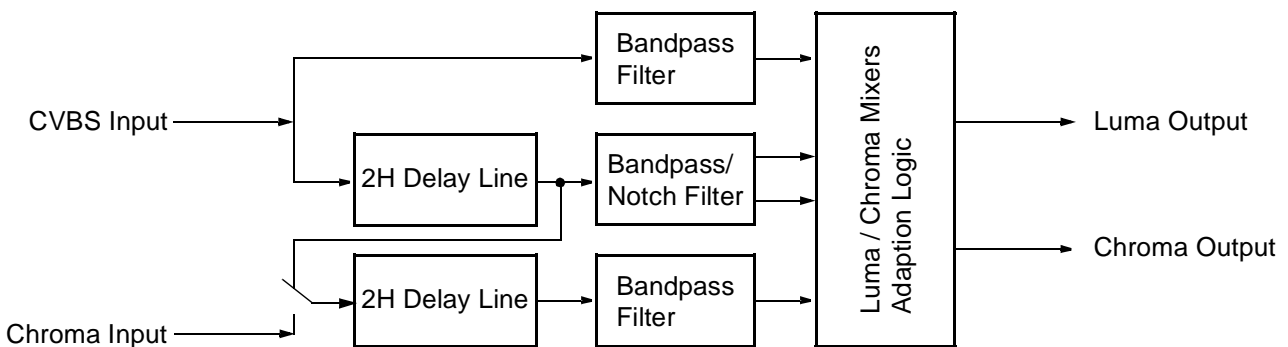 Bandpass
Filter
CVBS Input
Luma Output
2H Delay Line
Bandpass/
Notch Filter
Luma / Chroma Mixers
Adaption Logic
Chroma Output
2H Delay Line
Bandpass
Filter
Chroma Input